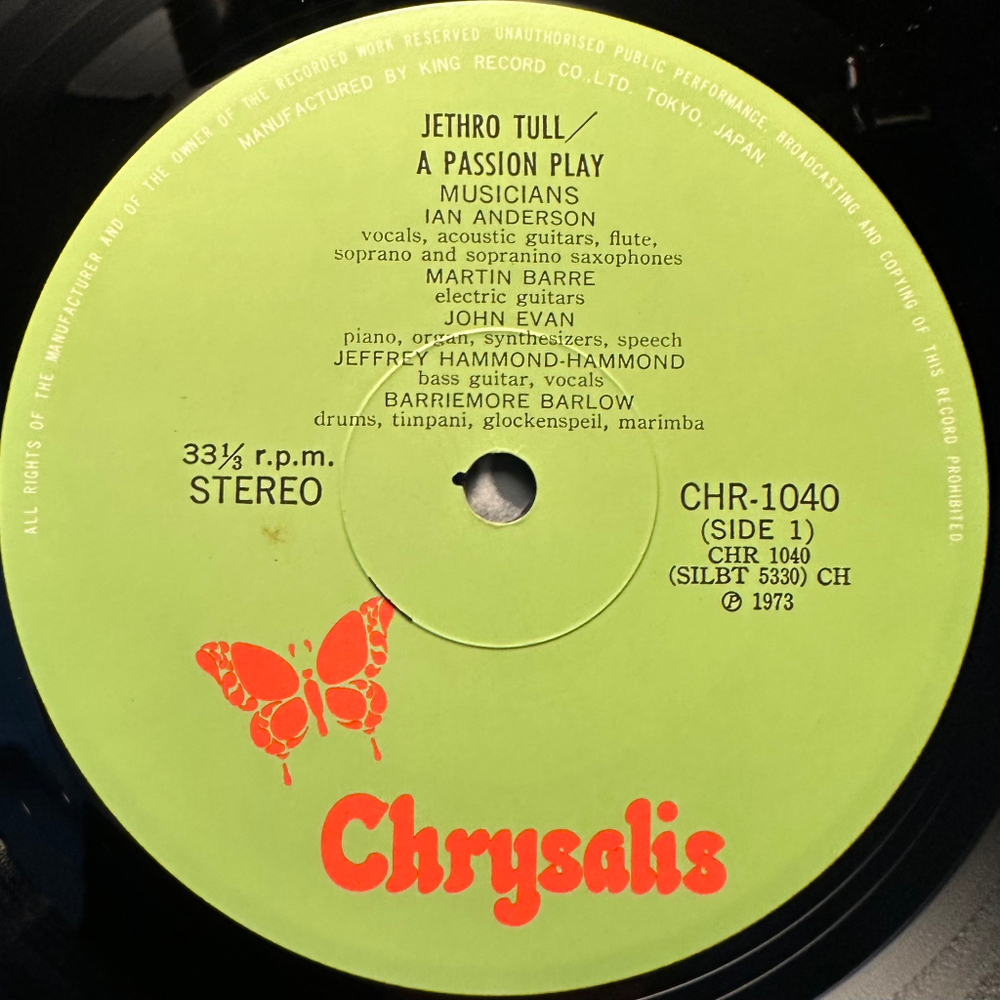 ALL RIGHTS OF THE MANUFACTURER AND OF THE OWNER OF THE RECORDED WORK RESERVED UNAUTHORISED PUBLIC PERFORMANCE, BROADCASTING AND COPYING OF THIS RECORD PROHIBITED.
MANUFACTURED BY KING RECORD CO.,LTD. TOKYO, JAPAN.
JETHRO TULL/
A PASSION PLAY
MUSICIANS
IAN ANDERSON
vocals, acoustic guitars, flute,
soprano and sopranino saxophones
MARTIN BARRE
electric guitars
JOHN EVAN
piano, organ, synthesizers, speech
JEFFREY HAMMOND-HAMMOND
bass guitar, vocals
BARRIEMORE BARLOW
drums, timpani, glockenspeil, marimba
33⅓ r.p.m.
STEREO
CHR-1040
(SIDE 1)
CHR 1040
(SILBT 5330) CH
Ⓟ 1973
Chrysalis